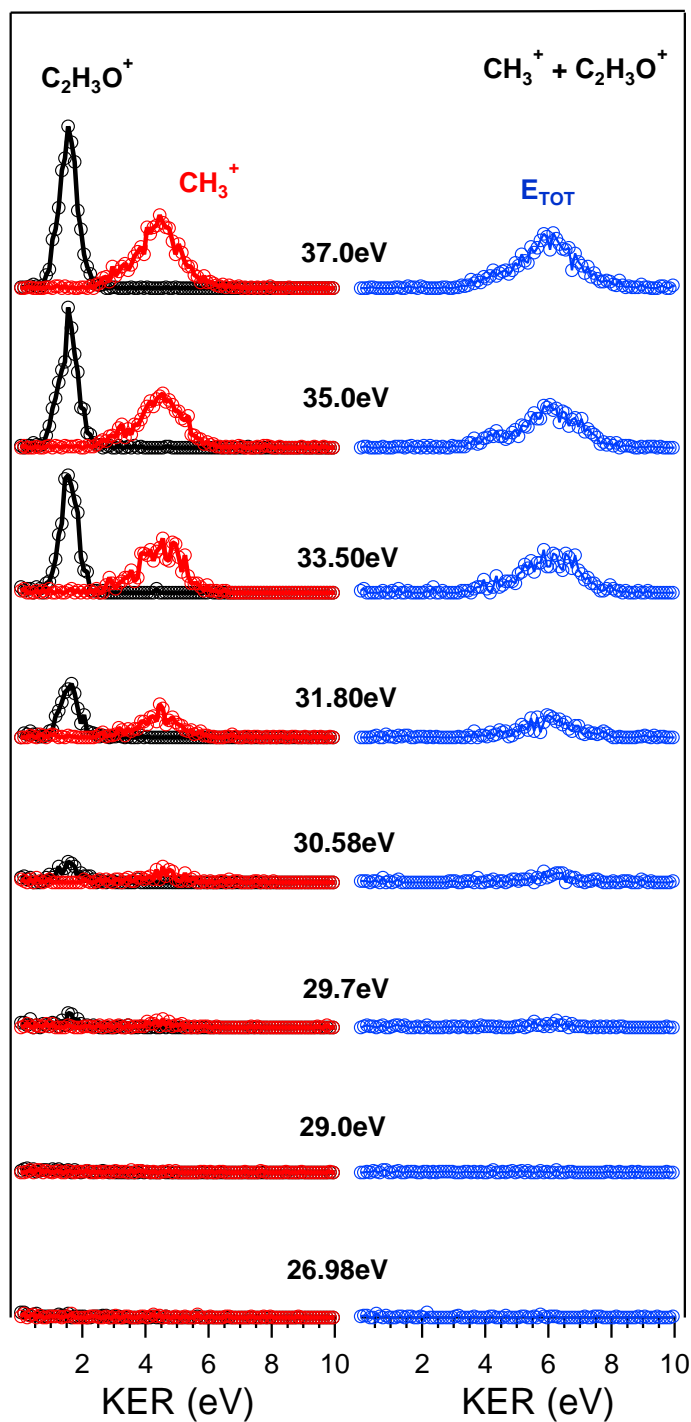 C₂H₃O⁺
CH₃⁺ + C₂H₃O⁺
CH₃⁺
E_TOT
37.0eV
35.0eV
33.50eV
31.80eV
30.58eV
29.7eV
29.0eV
26.98eV
2 4 6 8 10 2 4 6 8 10
KER (eV) KER (eV)